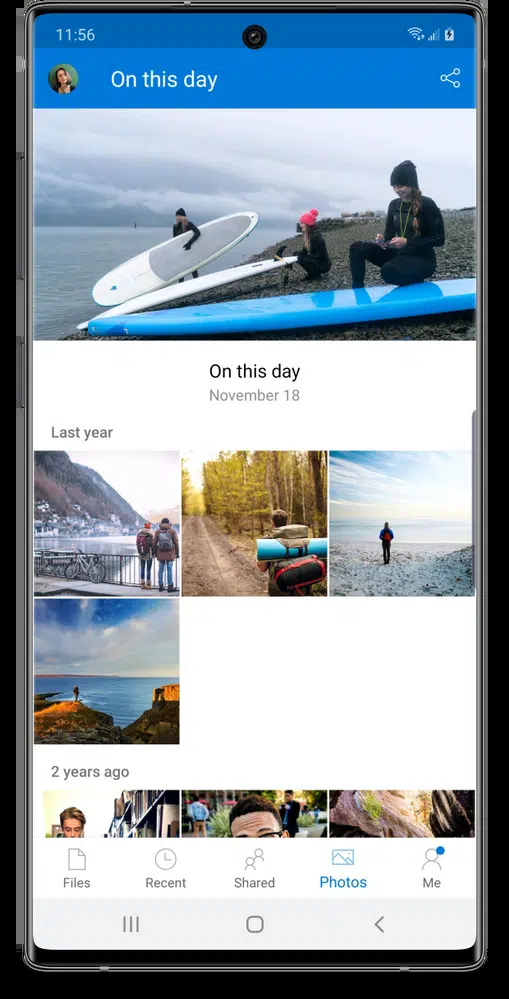 11:56
On this day
On this day
November 18
Last year
2 years ago
Files
Recent
Shared
Photos
Me